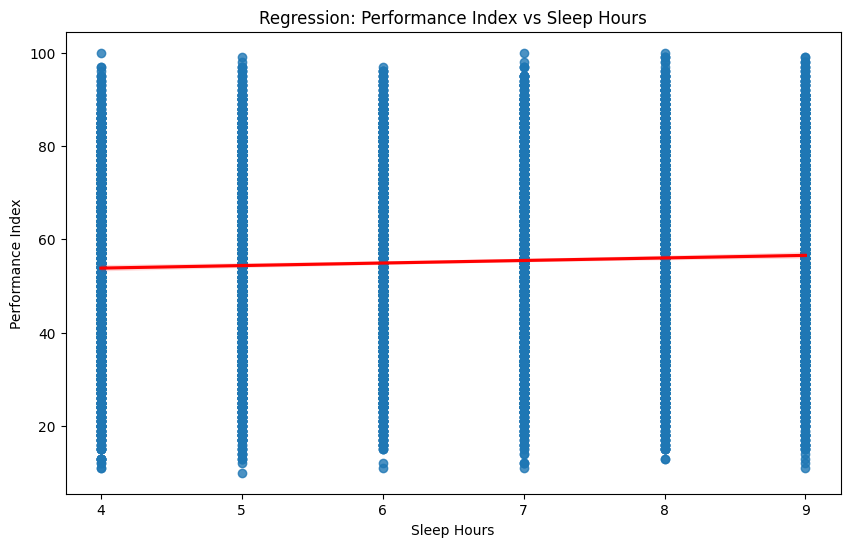 Regression: Performance Index vs Sleep Hours
100
80
60
40
20
Performance Index
4 5 6 7 8 9
Sleep Hours